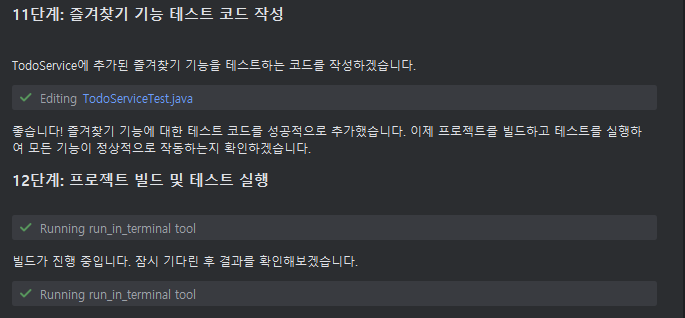 11단계: 즐겨찾기 기능 테스트 코드 작성
TodoService에 추가된 즐겨찾기 기능을 테스트하는 코드를 작성하겠습니다.
Editing TodoServiceTest.java
좋습니다! 즐겨찾기 기능에 대한 테스트 코드를 성공적으로 추가했습니다. 이제 프로젝트를 빌드하고 테스트를 실행하
여 모든 기능이 정상적으로 작동하는지 확인하겠습니다.
12단계: 프로젝트 빌드 및 테스트 실행
Running run_in_terminal tool
빌드가 진행 중입니다. 잠시 기다린 후 결과를 확인해보겠습니다.
Running run_in_terminal tool